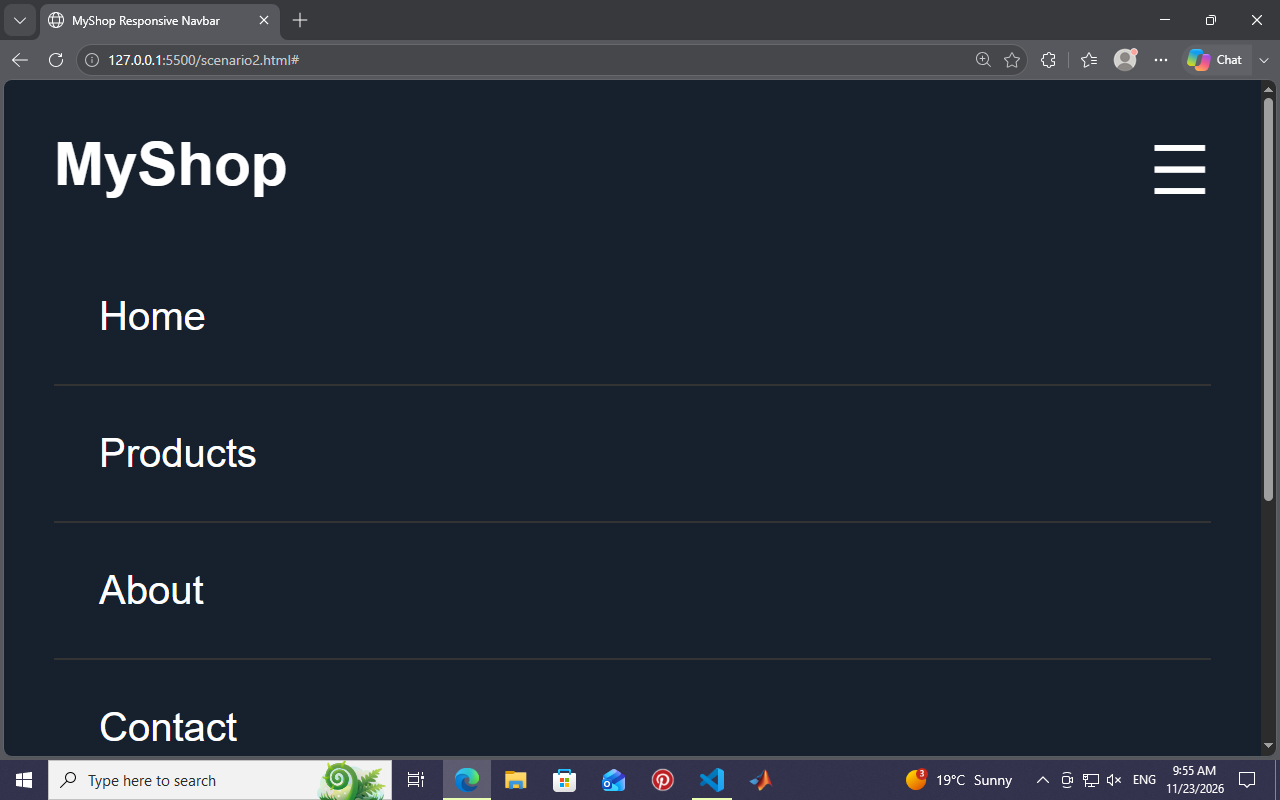 MyShop Responsive Navbar
127.0.0.1:5500/scenario2.html#
Chat
MyShop
Home
Products
About
Contact
Type here to search
3
19°C Sunny
ENG
9:55 AM
11/23/2026